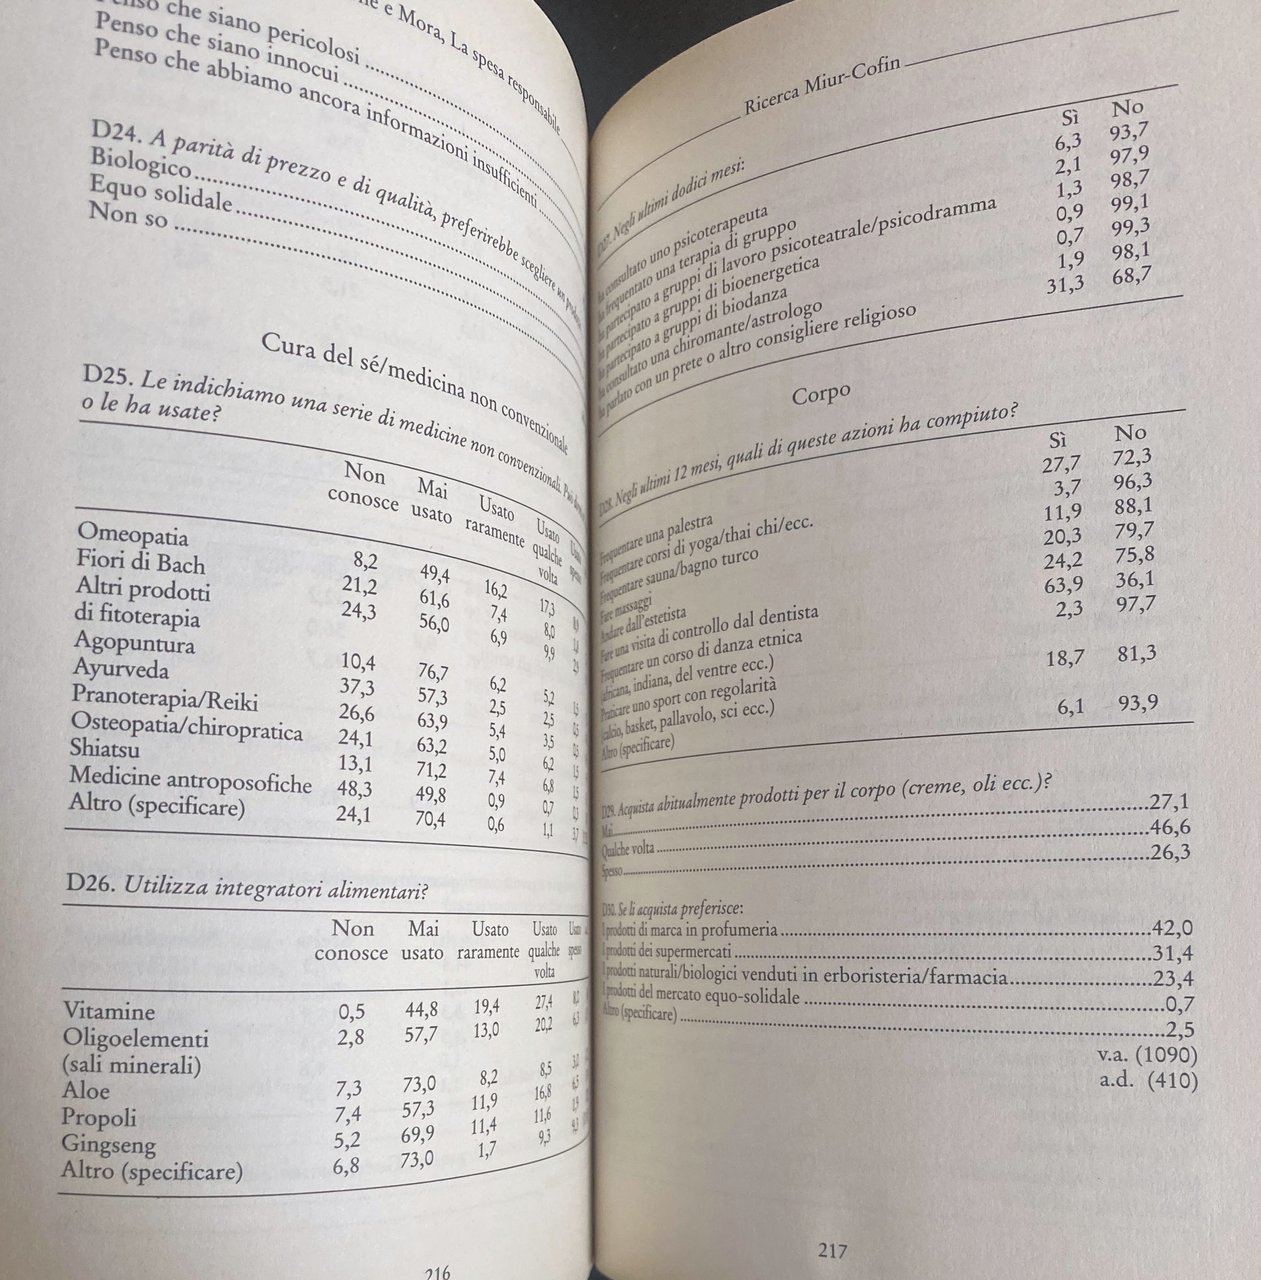 e Mora, La spesa responsabile
Penso che siano pericolosi
Penso che siano innocui
Penso che abbiamo ancora informazioni insufficienti
D24. A parità di prezzo e di qualità, preferirebbe scegliere un
Biologico
Equo solidale
Non so
Cura del sé/medicina non convenzionale
D25. Le indichiamo una serie di medicine non convenzionali. Può
o le ha usate?
Non conosce Mai usato Usato raramente Usato qualche volta
Omeopatia 8,2 49,4 16,2 17,3
Fiori di Bach 21,2 61,6 7,4 8,0
Altri prodotti
di fitoterapia 24,3 56,0 6,9 9,9
Agopuntura 10,4 76,7 6,2 5,2
Ayurveda 37,3 57,3 2,5 2,5
Pranoterapia/Reiki 26,6 63,9 5,4 3,5
Osteopatia/chiropratica 24,1 63,2 5,0 6,2
Shiatsu 13,1 71,2 7,4 6,8
Medicine antroposofiche 48,3 49,8 0,9 0,7
Altro (specificare) 24,1 70,4 0,6 1,1
D26. Utilizza integratori alimentari?
Non conosce Mai usato Usato raramente Usato qualche volta Usato spesso
Vitamine 0,5 44,8 19,4 27,4
Oligoelementi 2,8 57,7 13,0 20,2
(sali minerali)
Aloe 7,3 73,0 8,2 8,5
Propoli 7,4 57,3 11,9 16,8
Gingseng 5,2 69,9 11,4 11,6
Altro (specificare) 6,8 73,0 1,7 9,3
216
Ricerca Miur-Cofin
D27. Negli ultimi dodici mesi:
Sì No
ha consultato uno psicoterapeuta 6,3 93,7
ha frequentato una terapia di gruppo 2,1 97,9
ha partecipato a gruppi di lavoro psicoteatrale/psicodramma 1,3 98,7
ha partecipato a gruppi di bioenergetica 0,9 99,1
ha partecipato a gruppi di biodanza 0,7 99,3
ha consultato una chiromante/astrologo 1,9 98,1
ha parlato con un prete o altro consigliere religioso 31,3 68,7
Corpo
D28. Negli ultimi 12 mesi, quali di queste azioni ha compiuto?
Sì No
Frequentare una palestra 27,7 72,3
Frequentare corsi di yoga/thai chi/ecc. 3,7 96,3
Frequentare sauna/bagno turco 11,9 88,1
Fare massaggi 20,3 79,7
Andare dall'estetista 24,2 75,8
Fare una visita di controllo dal dentista 63,9 36,1
Frequentare un corso di danza etnica 2,3 97,7
(africana, indiana, del ventre ecc.)
Praticare uno sport con regolarità 18,7 81,3
(calcio, basket, pallavolo, sci ecc.)
Altro (specificare) 6,1 93,9
D29. Acquista abitualmente prodotti per il corpo (creme, oli ecc.)?
Mai 27,1
Qualche volta 46,6
Spesso 26,3
D30. Se li acquista preferisce:
I prodotti di marca in profumeria 42,0
I prodotti dei supermercati 31,4
I prodotti naturali/biologici venduti in erboristeria/farmacia 23,4
I prodotti del mercato equo-solidale 0,7
Altro (specificare) 2,5
v.a. (1090)
a.d. (410)
217